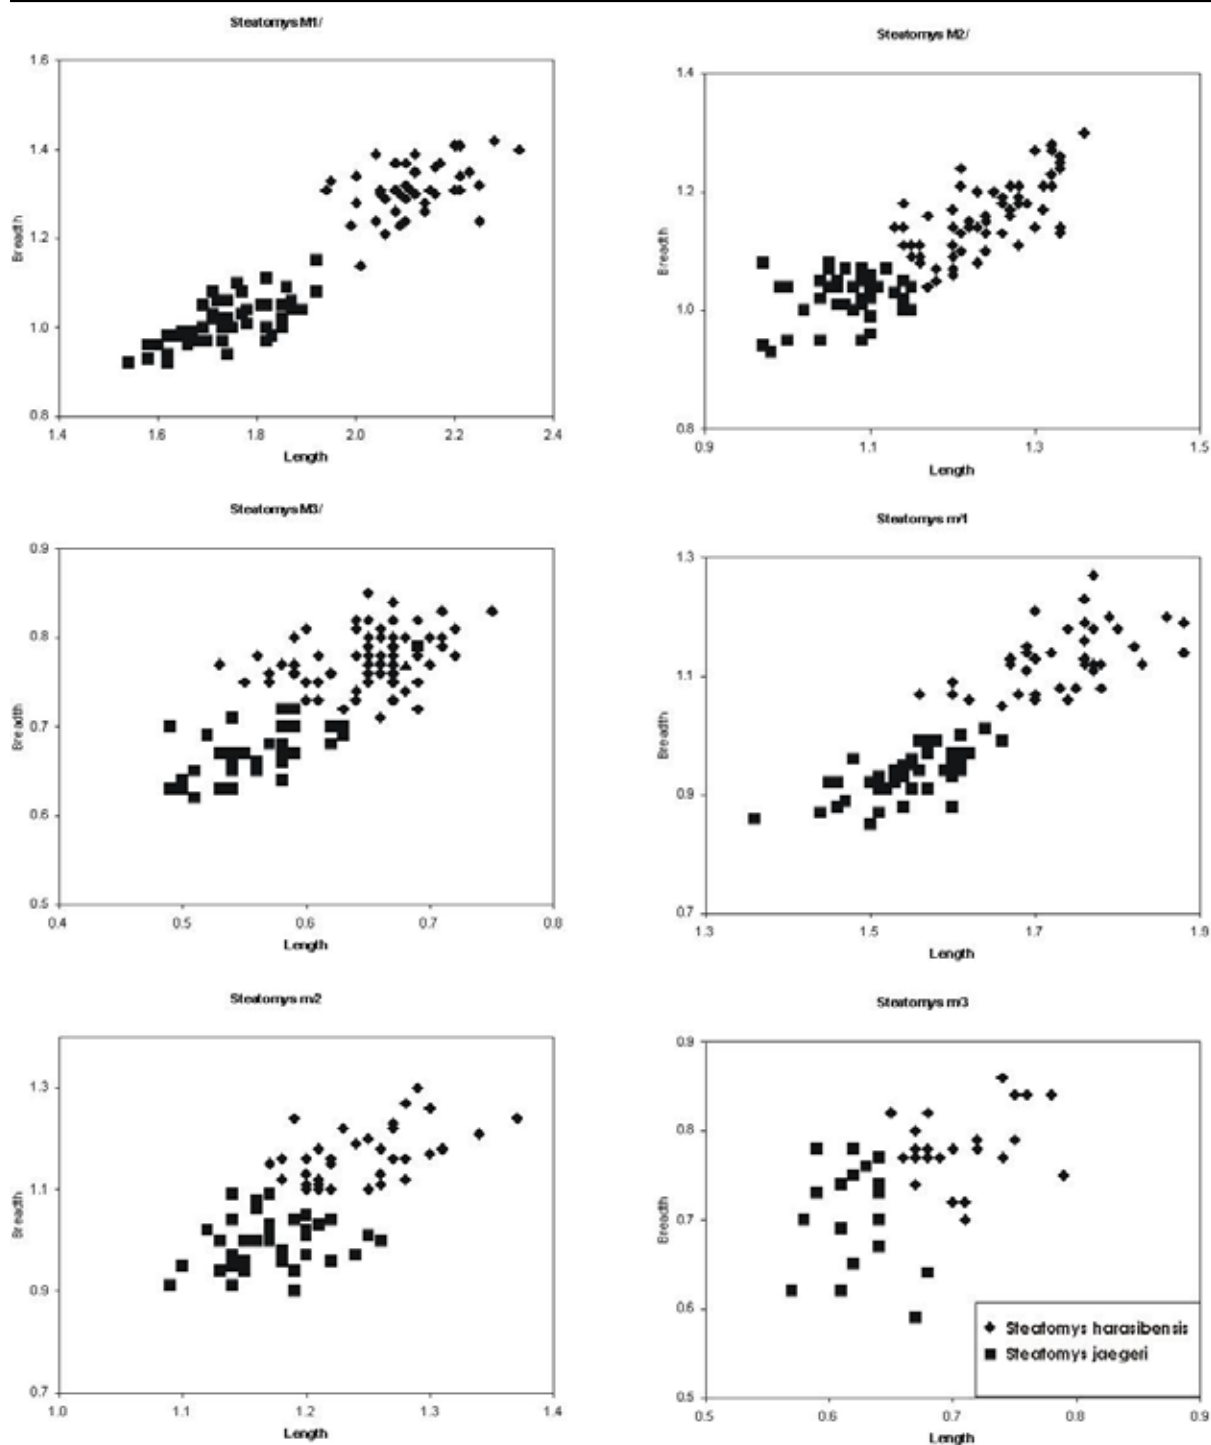 Steatomys M1/
1.6
1.4
1.2
1.0
0.8
Breadth
1.4 1.6 1.8 2.0 2.2 2.4
Length
Steatomys M2/
1.4
1.2
1.0
0.8
Breadth
0.9 1.1 1.3 1.5
Length
Steatomys M3/
0.9
0.8
0.7
0.6
0.5
Breadth
0.4 0.5 0.6 0.7 0.8
Length
Steatomys m/1
1.3
1.1
0.9
0.7
Breadth
1.3 1.5 1.7 1.9
Length
Steatomys m/2
1.3
1.1
0.9
0.7
Breadth
1.0 1.1 1.2 1.3 1.4
Length
Steatomys m/3
0.9
0.8
0.7
0.6
0.5
Breadth
0.5 0.6 0.7 0.8 0.9
Length
Steatomys harasibensis
Steatomys jaegeri